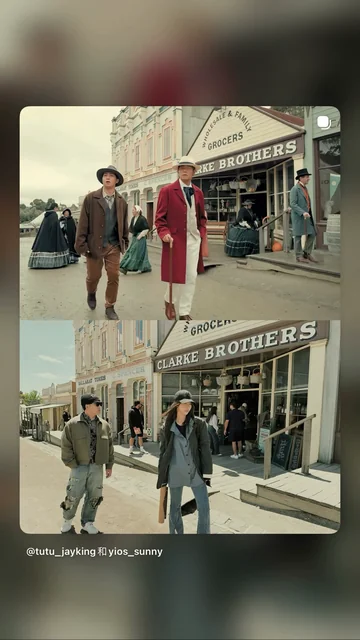 WHOLESALE & FAMILY
GROCERS
RKE BROTHERS
GROCERS
CLARKE BROTHERS
@tutu_jayking 和 yios_sunny